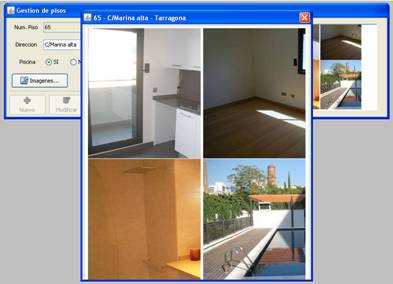 Gestion de pisos
65 - C/Marina alta - Tarragona
Num. Piso 65
Direccion C/Marina alta
Piscina SI
Imagenes...
Nuevo Modificar